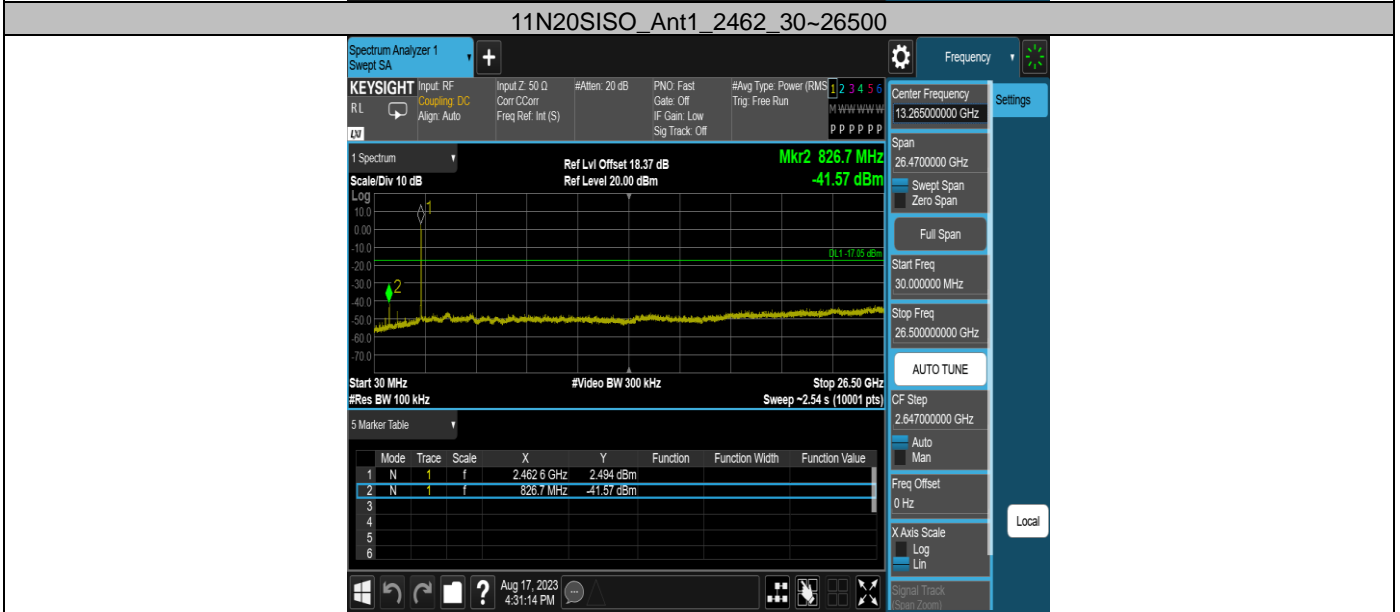 11N20SISO_Ant1_2462_30~26500
Spectrum Analyzer 1
Swept SA
+
Frequency
KEYSIGHT
RL
LXI
Input: RF
Coupling: DC
Align: Auto
Input Z: 50 Ω
Corr CCorr
Freq Ref: Int (S)
#Atten: 20 dB
PNO: Fast
Gate: Off
IF Gain: Low
Sig Track: Off
#Avg Type: Power (RMS
Trig: Free Run
1 2 3 4 5 6
M W W W W W
P P P P P P
1 Spectrum
Scale/Div 10 dB
Ref Lvl Offset 18.37 dB
Ref Level 20.00 dBm
Mkr2 826.7 MHz
-41.57 dBm
Log
10.0
0.00
-10.0
-20.0
-30.0
-40.0
-50.0
-60.0
-70.0
1
2
DL1 -17.05 dBm
Start 30 MHz
#Res BW 100 kHz
#Video BW 300 kHz
Stop 26.50 GHz
Sweep ~2.54 s (10001 pts)
5 Marker Table
Mode Trace Scale X Y Function Function Width Function Value
1 N 1 f 2.462 6 GHz 2.494 dBm
2 N 1 f 826.7 MHz -41.57 dBm
3
4
5
6
?
Aug 17, 2023
4:31:14 PM
Center Frequency
13.265000000 GHz
Span
26.4700000 GHz
Swept Span
Zero Span
Full Span
Start Freq
30.000000 MHz
Stop Freq
26.500000000 GHz
AUTO TUNE
CF Step
2.647000000 GHz
Auto
Man
Freq Offset
0 Hz
X Axis Scale
Log
Lin
Signal Track
(Span Zoom)
Settings
Local